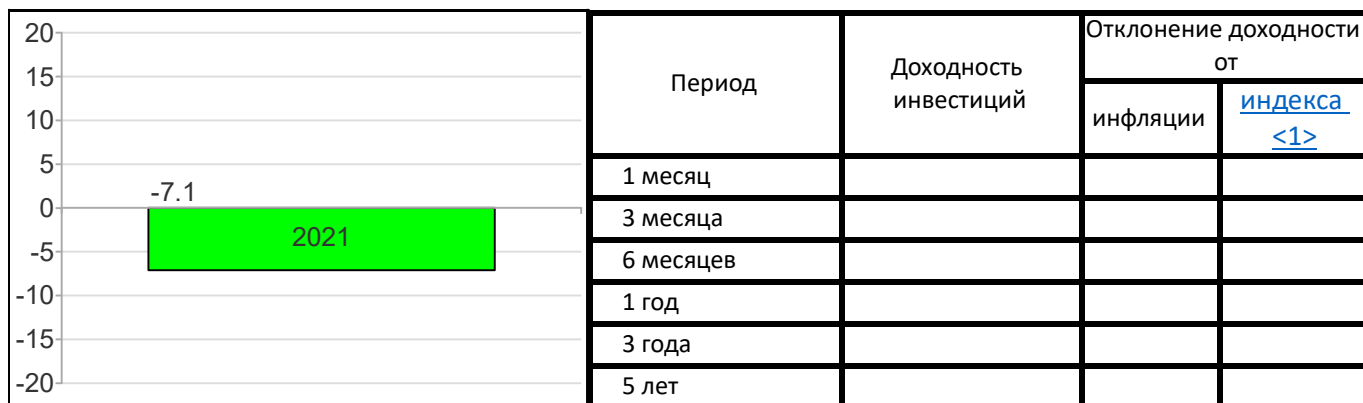 20
15
10
5
0
-5
-10
-15
-20
-7.1
2021
Период
Доходность
инвестиций
Отклонение доходности
от
инфляции
индекса
<1>
1 месяц
3 месяца
6 месяцев
1 год
3 года
5 лет